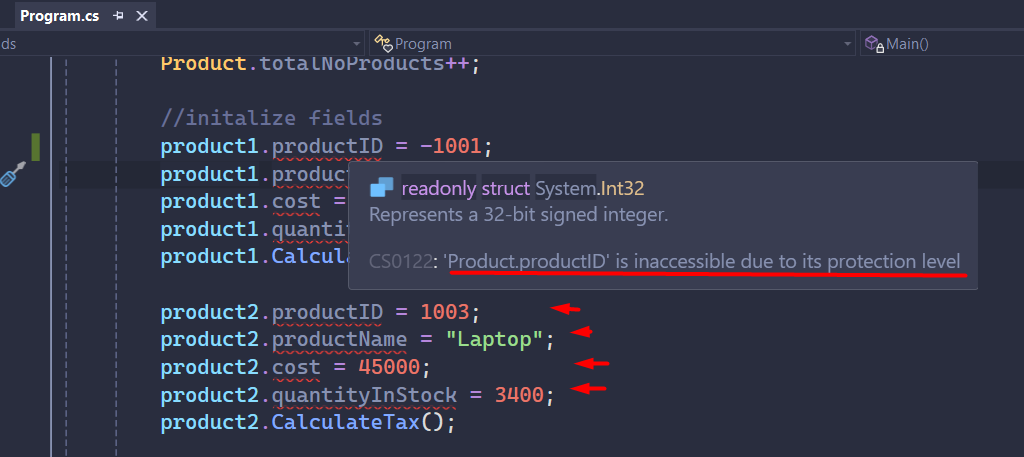 Program.cs
ds
Program
Main()
Product.totalNoProducts++;
//initalize fields
product1.productID = -1001;
product1.product
readonly struct System.Int32
product1.cost =
Represents a 32-bit signed integer.
product1.quantit
product1.Calcula
CS0122: 'Product.productID' is inaccessible due to its protection level
product2.productID = 1003;
product2.productName = "Laptop";
product2.cost = 45000;
product2.quantityInStock = 3400;
product2.CalculateTax();